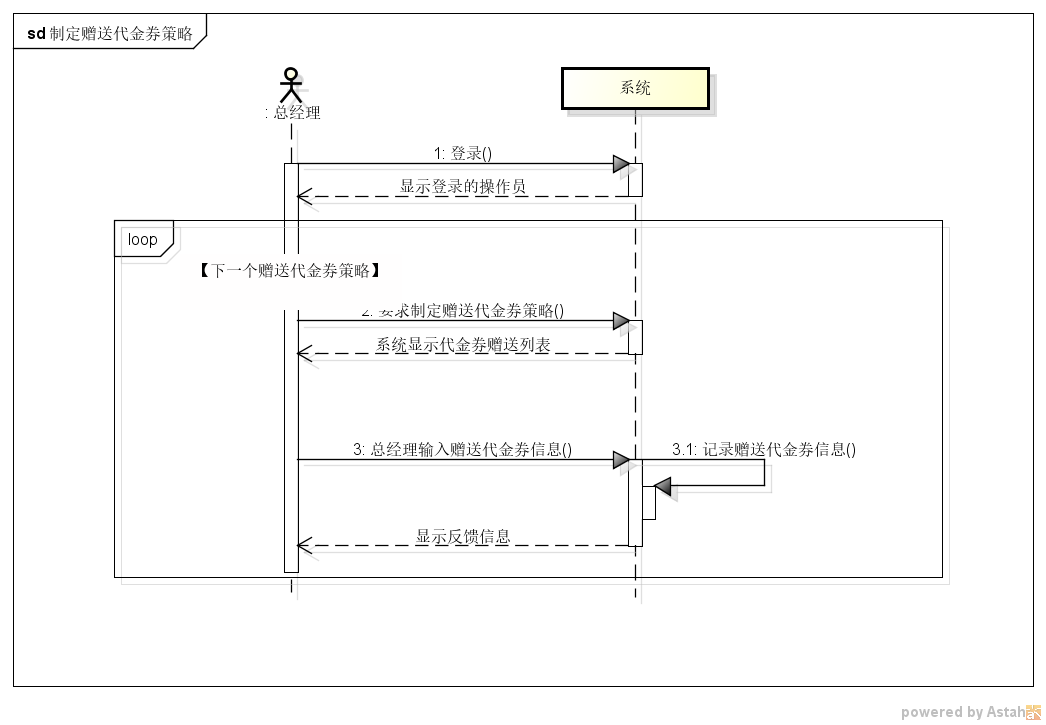 sd 制定赠送代金券策略
: 总经理
系统
1: 登录()
显示登录的操作员
loop
【下一个赠送代金券策略】
2: 要求制定赠送代金券策略()
系统显示代金券赠送列表
3: 总经理输入赠送代金券信息()
3.1: 记录赠送代金券信息()
显示反馈信息
powered by Astah